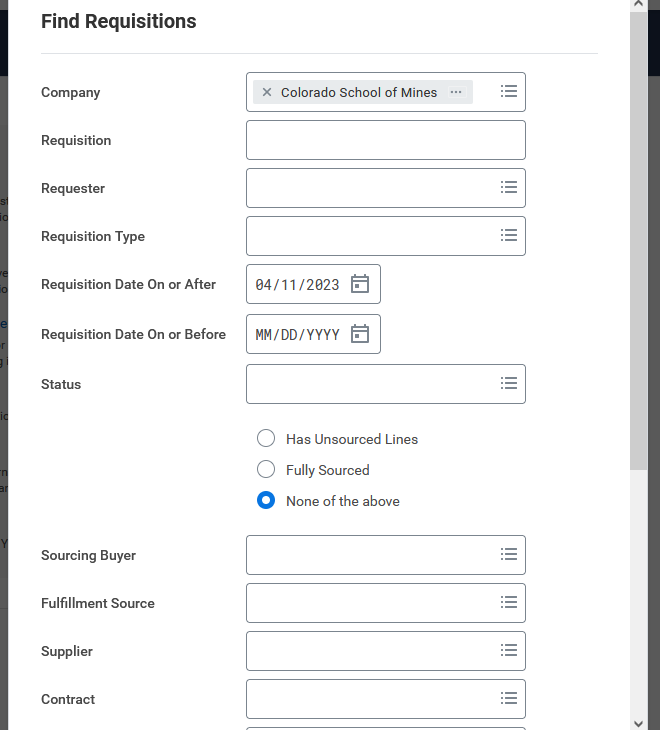 Find Requisitions
Company
Colorado School of Mines
Requisition
Requester
Requisition Type
Requisition Date On or After
04/11/2023
Requisition Date On or Before
MM/DD/YYYY
Status
Has Unsourced Lines
Fully Sourced
None of the above
Sourcing Buyer
Fulfillment Source
Supplier
Contract